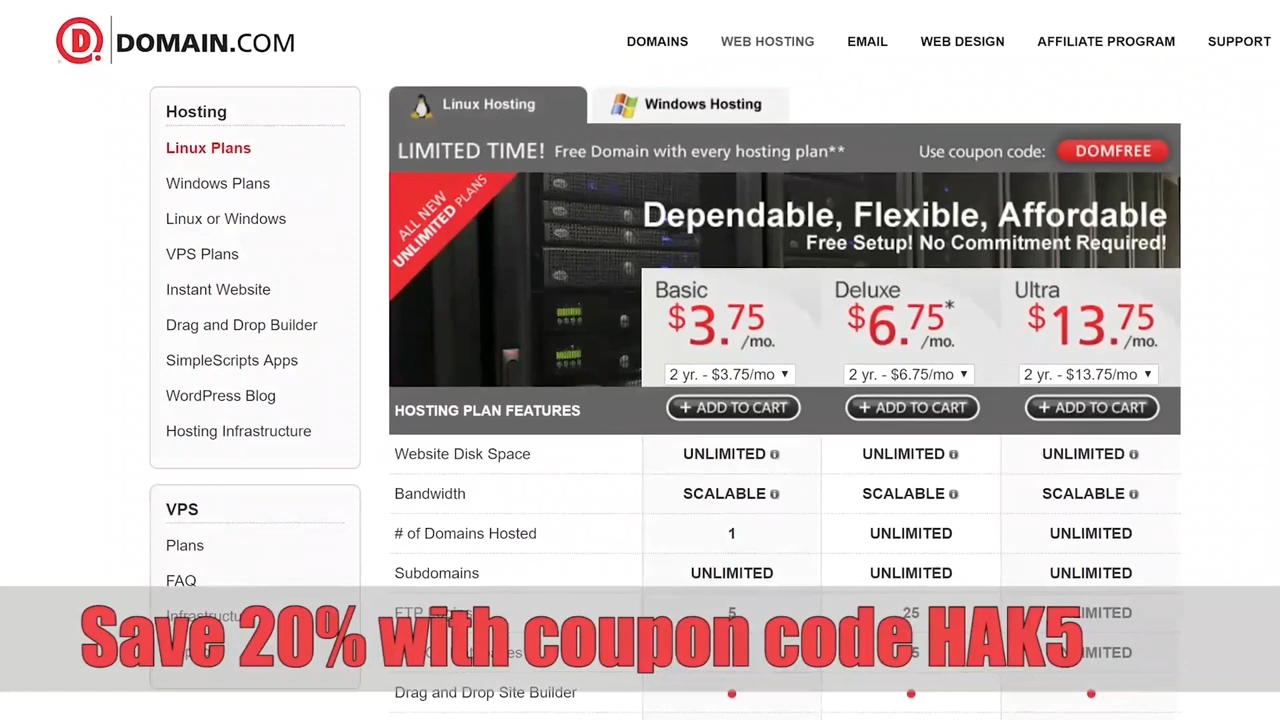 DOMAIN.COM
DOMAINS WEB HOSTING EMAIL WEB DESIGN AFFILIATE PROGRAM SUPPORT
Hosting
Linux Plans
Windows Plans
Linux or Windows
VPS Plans
Instant Website
Drag and Drop Builder
SimpleScripts Apps
WordPress Blog
Hosting Infrastructure
VPS
Plans
FAQ
Linux Hosting Windows Hosting
LIMITED TIME! Free Domain with every hosting plan** Use coupon code: DOMFREE
ALL NEW
UNLIMITED PLANS
Dependable, Flexible, Affordable
Free Setup! No Commitment Required!
Basic Deluxe Ultra
$3.75 $6.75* $13.75
/mo. /mo. /mo.
2 yr. - $3.75/mo 2 yr. - $6.75/mo 2 yr. - $13.75/mo
HOSTING PLAN FEATURES + ADD TO CART + ADD TO CART + ADD TO CART
Website Disk Space UNLIMITED UNLIMITED UNLIMITED
Bandwidth SCALABLE SCALABLE SCALABLE
# of Domains Hosted 1 UNLIMITED UNLIMITED
Subdomains UNLIMITED UNLIMITED UNLIMITED
25
Save 20% with coupon code HAK5
Drag and Drop Site Builder